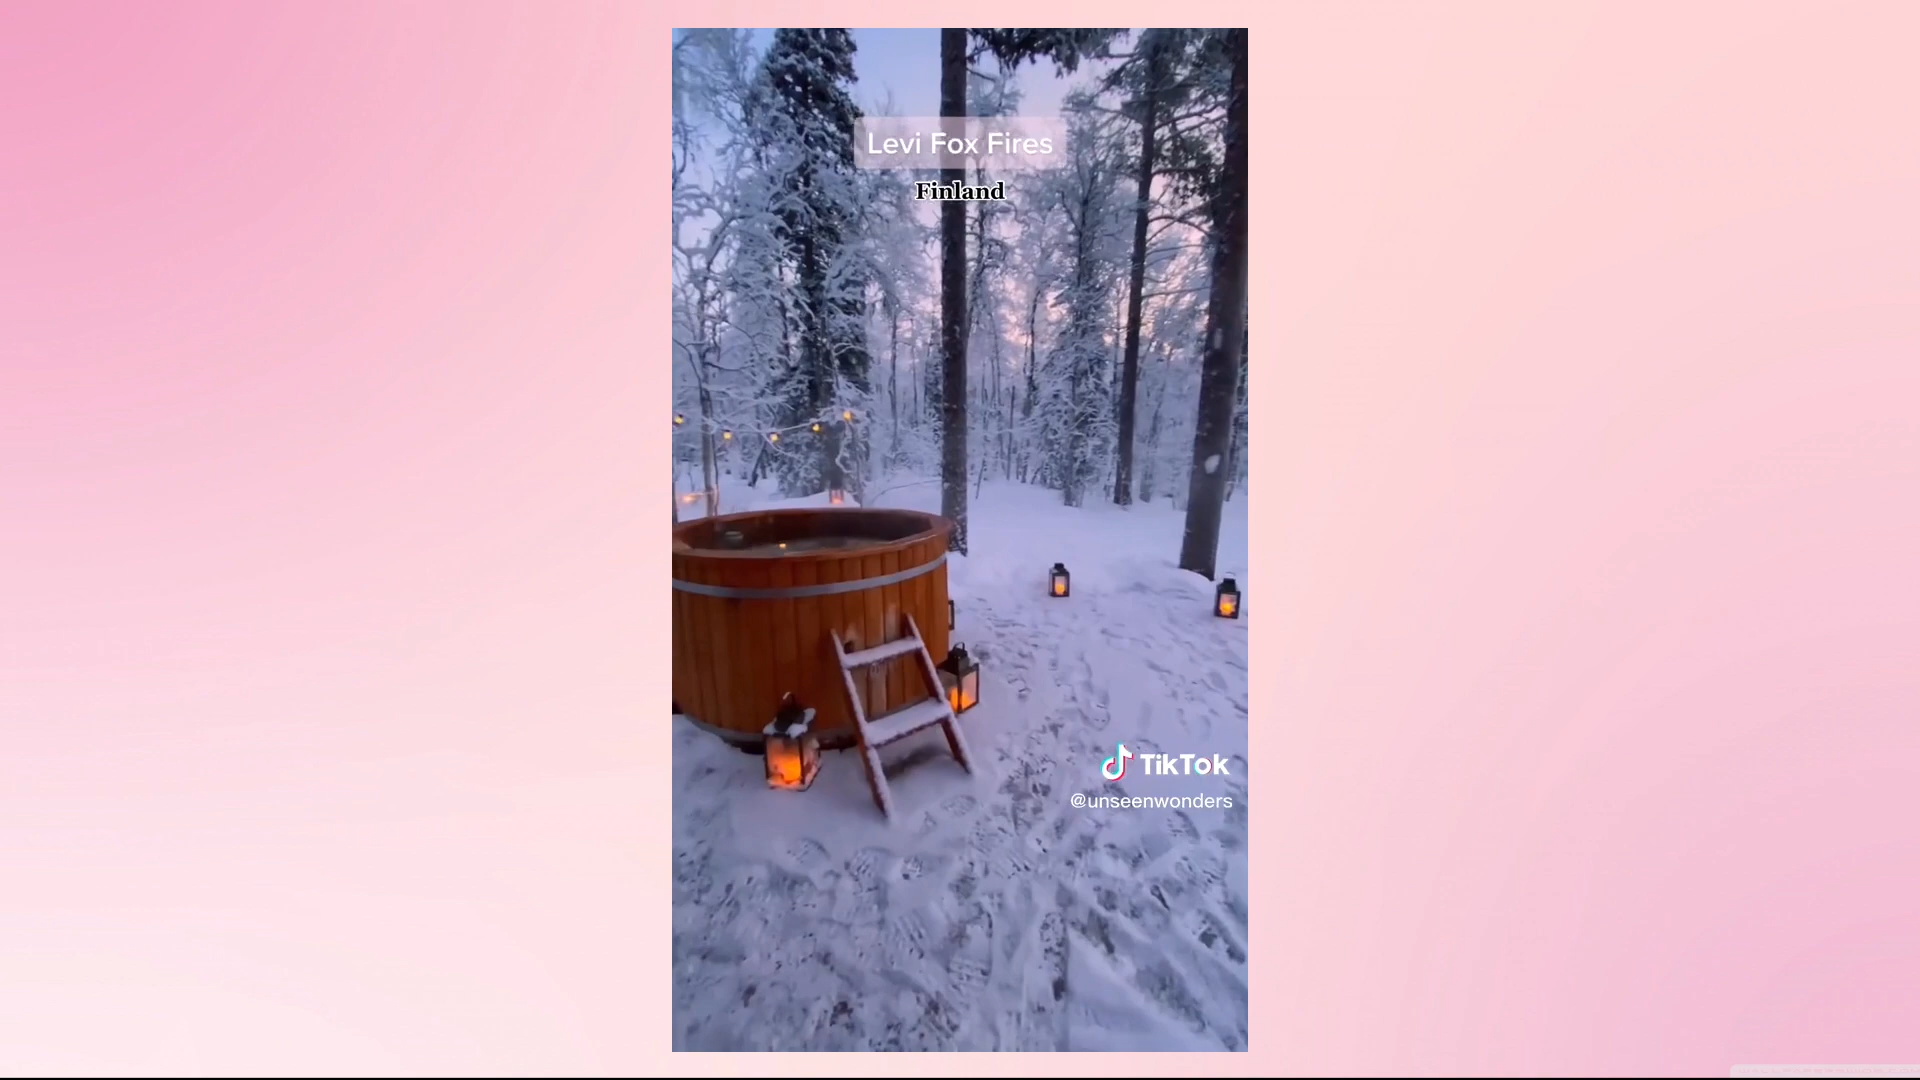 Levi Fox Fires
Finland
TikTok
@unseenwonders